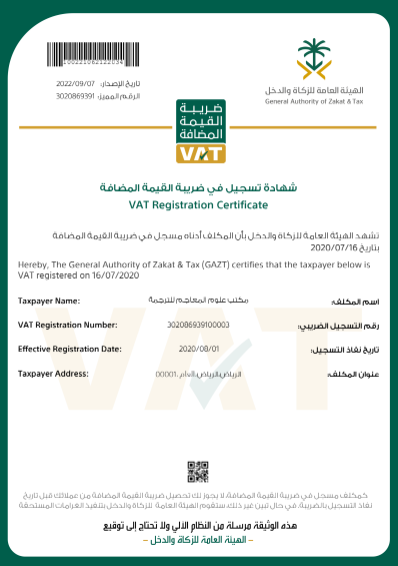 100221062122034
تاريخ الإصدار: 2022/09/07
الرقم المميز: 3020869391
الهيئة العامة للزكاة والدخل
General Authority of Zakat & Tax
ضريبة
القيمة
المضافة
VAT
شهادة تسجيل في ضريبة القيمة المضافة
VAT Registration Certificate
تشهد الهيئة العامة للزكاة والدخل بأن المكلف أدناه مسجل في ضريبة القيمة المضافة
بتاريخ 2020/07/16
Hereby, The General Authority of Zakat & Tax (GAZT) certifies that the taxpayer below is
VAT registered on 16/07/2020
Taxpayer Name: مكتب علوم المعاجم للترجمة اسم المكلف:
VAT Registration Number: 302086939100003 رقم التسجيل الضريبي:
Effective Registration Date: 2020/08/01 تاريخ نفاذ التسجيل:
Taxpayer Address: الرياض,الرياض, ,00001 عنوان المكلف:
VAT
كمكلف مسجل في ضريبة القيمة المضافة، لا يجوز لك تحصيل ضريبة القيمة المضافة من عملائك قبل تاريخ
نفاذ التسجيل بالضريبة. في حال تبين غير ذلك، ستقوم الهيئة العامة للزكاة والدخل بتنفيذ الغرامات المستحقة
هذه الوثيقة مرسلة من النظام الآلي ولا تحتاج إلى توقيع
- الهيئة العامة للزكاة والدخل -